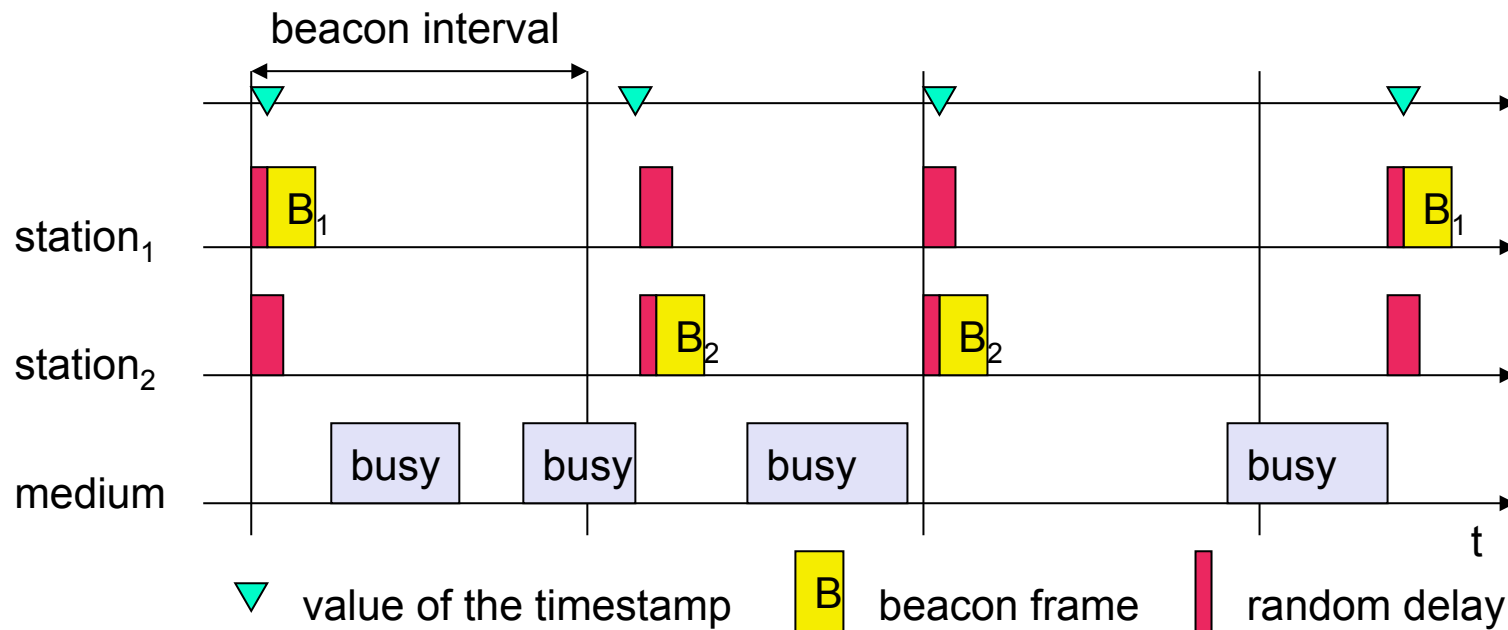 beacon interval
B₁ B₁
station₁
B₂ B₂
station₂
busy busy busy busy
medium
t
value of the timestamp B beacon frame random delay